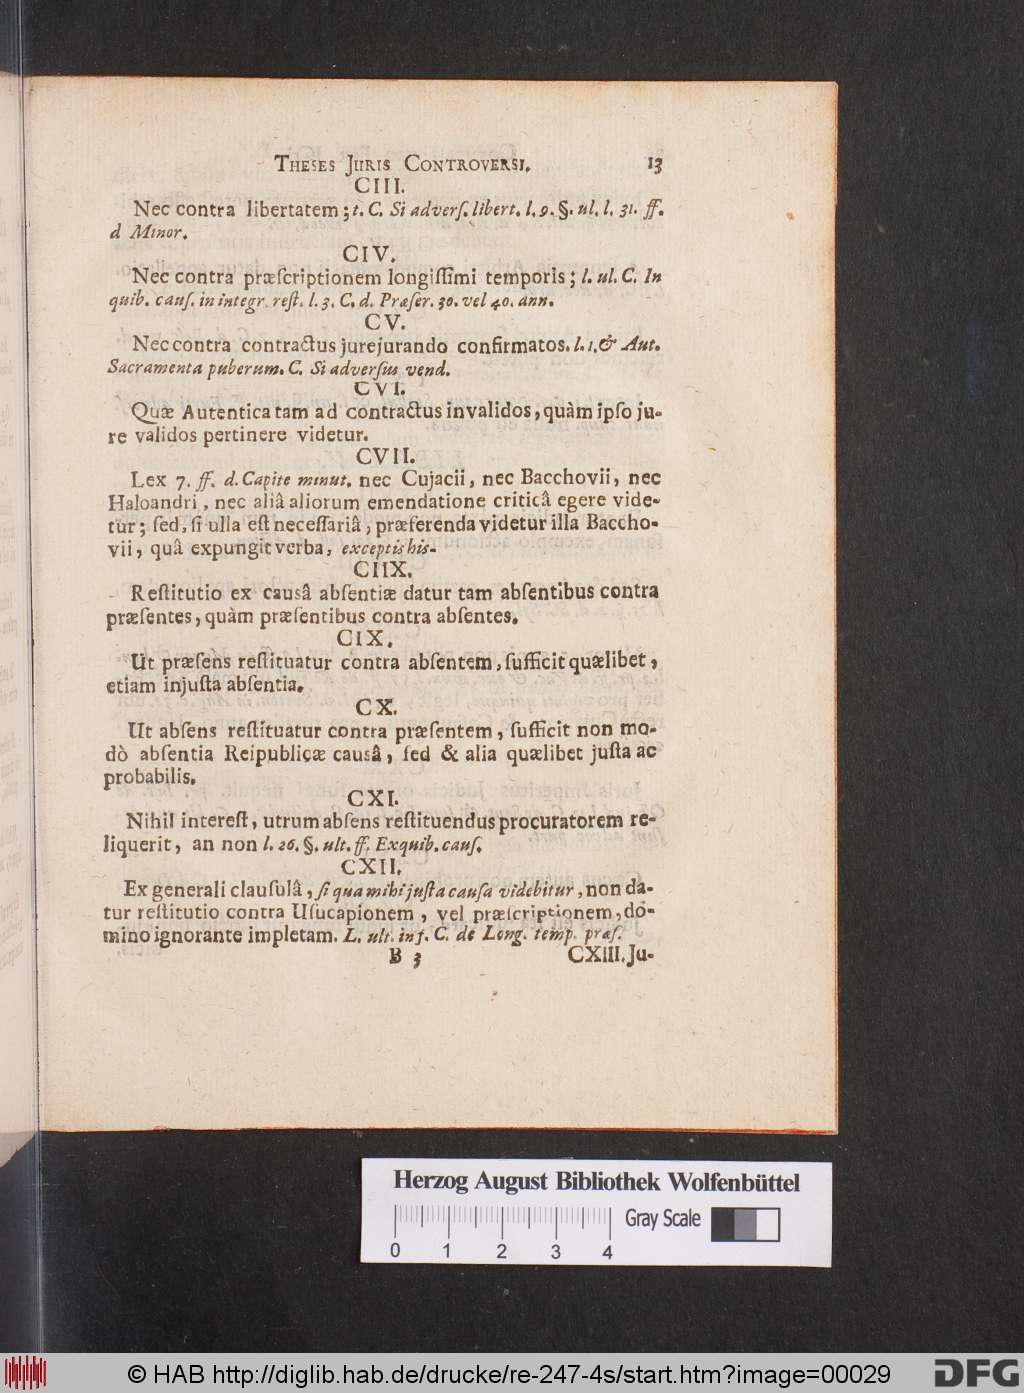 THESES JURIS CONTROVERSI. 13
CIII.
Nec contra libertatem; t. C. Si adverſ. libert. l. 9. §. ul. l. 31. ff.
d Minor.
CIV.
Nec contra præſcriptionem longiſſimi temporis; l. ul. C. In
quib. cauſ. in integr. reſt. l. 3. C. d. Præſcr. 30. vel 40. ann.
CV.
Nec contra contractus jurejurando confirmatos. l. 1. & Aut.
Sacramenta puberum. C. Si adverſus vend.
CVI.
Quæ Autentica tam ad contractus invalidos, quàm ipſo ju-
re validos pertinere videtur.
CVII.
Lex 7. ff. d. Capite minut. nec Cujacii, nec Bacchovii, nec
Haloandri, nec aliâ aliorum emendatione criticâ egere vide-
tur; ſed, ſi ulla eſt neceſſariâ, præferenda videtur illa Baccho-
vii, quâ expungit verba, exceptis his-
CIIX.
Reſtitutio ex causâ abſentiæ datur tam abſentibus contra
præſentes, quàm præſentibus contra abſentes.
CIX.
Ut præſens reſtituatur contra abſentem, ſufficit quælibet,
etiam injuſta abſentia.
CX.
Ut abſens reſtituatur contra præſentem, ſufficit non mo-
dò abſentia Reipublicæ causâ, ſed & alia quælibet juſta ac
probabilis.
CXI.
Nihil intereſt, utrum abſens reſtituendus procuratorem re-
liquerit, an non l. 26. §. ult. ff. Ex quib. cauſ.
CXII.
Ex generali clauſulâ, ſi qua mihi juſta cauſa videbitur, non da-
tur reſtitutio contra Uſucapionem, vel præſcriptionem, do-
mino ignorante impletam. L. ult. inf. C. de Long. temp. præſ.
B 3 CXIII. Ju-
Herzog August Bibliothek Wolfenbüttel
Gray Scale
0 1 2 3 4
© HAB http://diglib.hab.de/drucke/re-247-4s/start.htm?image=00029
DFG